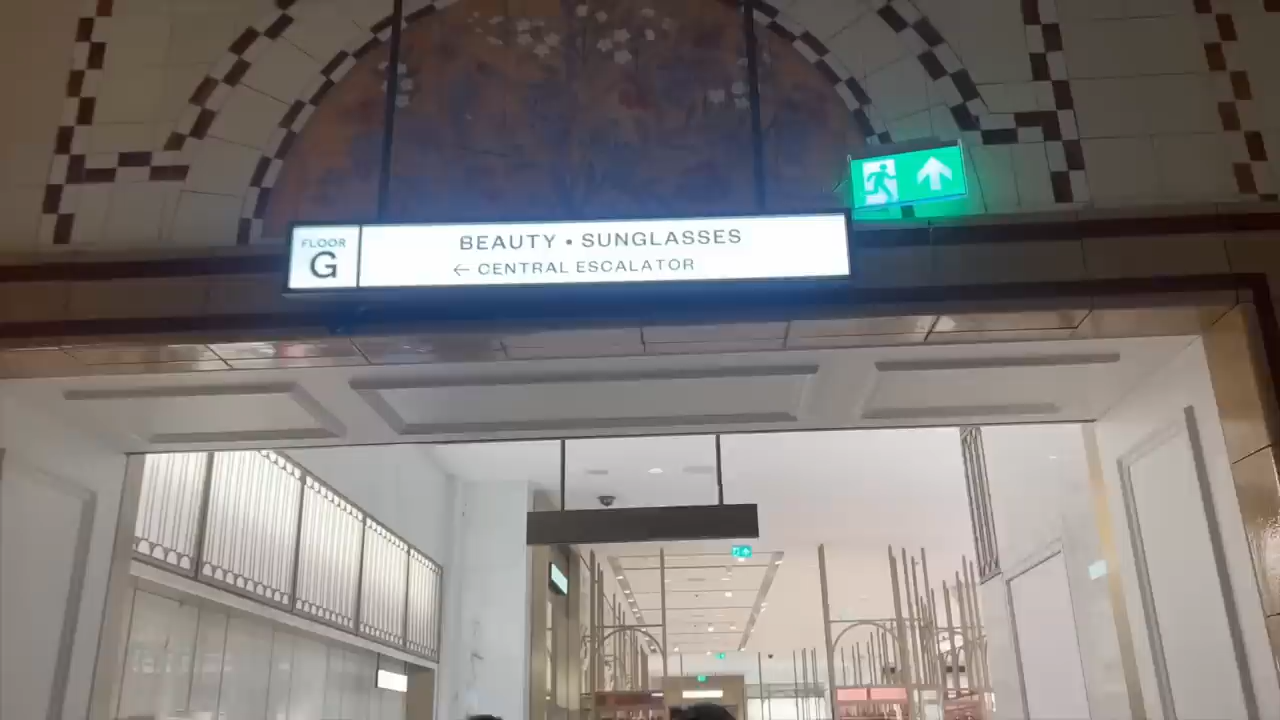 FLOOR
G
BEAUTY • SUNGLASSES
← CENTRAL ESCALATOR